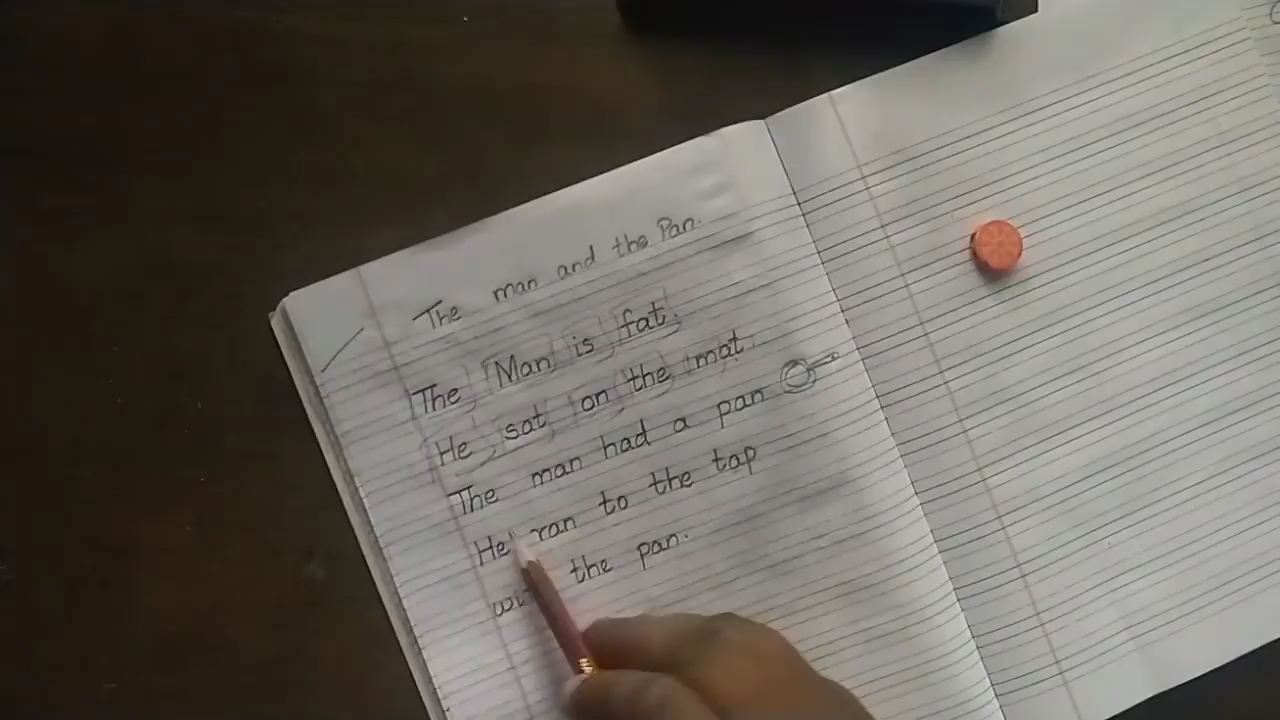 The man and the Pan.
The Man is fat.
He sat on the mat.
The man had a pan
He ran to the tap
the pan.